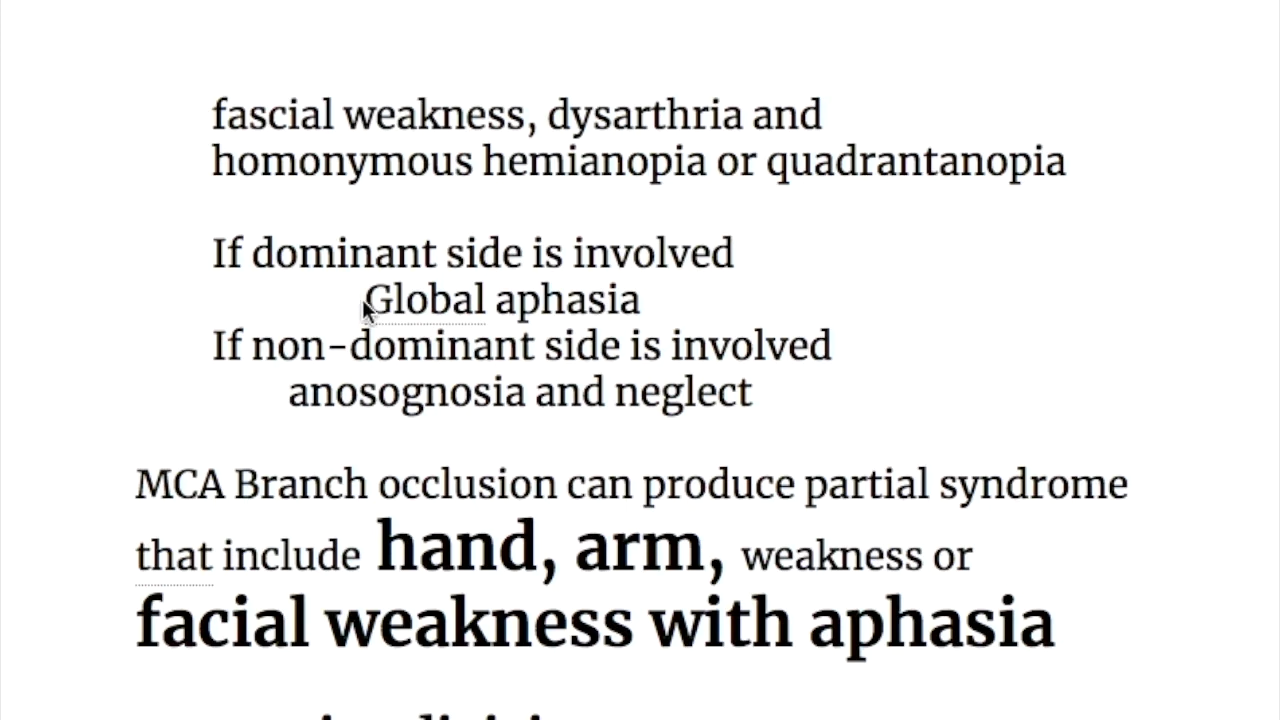 fascial weakness, dysarthria and
homonymous hemianopia or quadrantanopia
If dominant side is involved
Global aphasia
If non-dominant side is involved
anosognosia and neglect
MCA Branch occlusion can produce partial syndrome
that include hand, arm, weakness or
facial weakness with aphasia